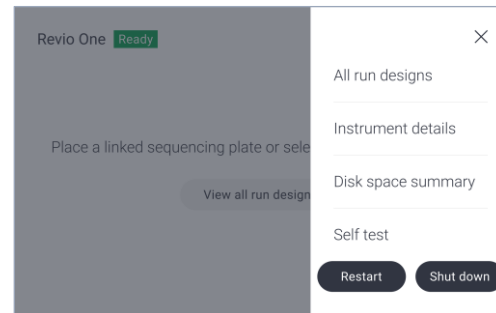 Revio One Ready
Place a linked sequencing plate or sele
View all run design
All run designs
Instrument details
Disk space summary
Self test
Restart Shut down